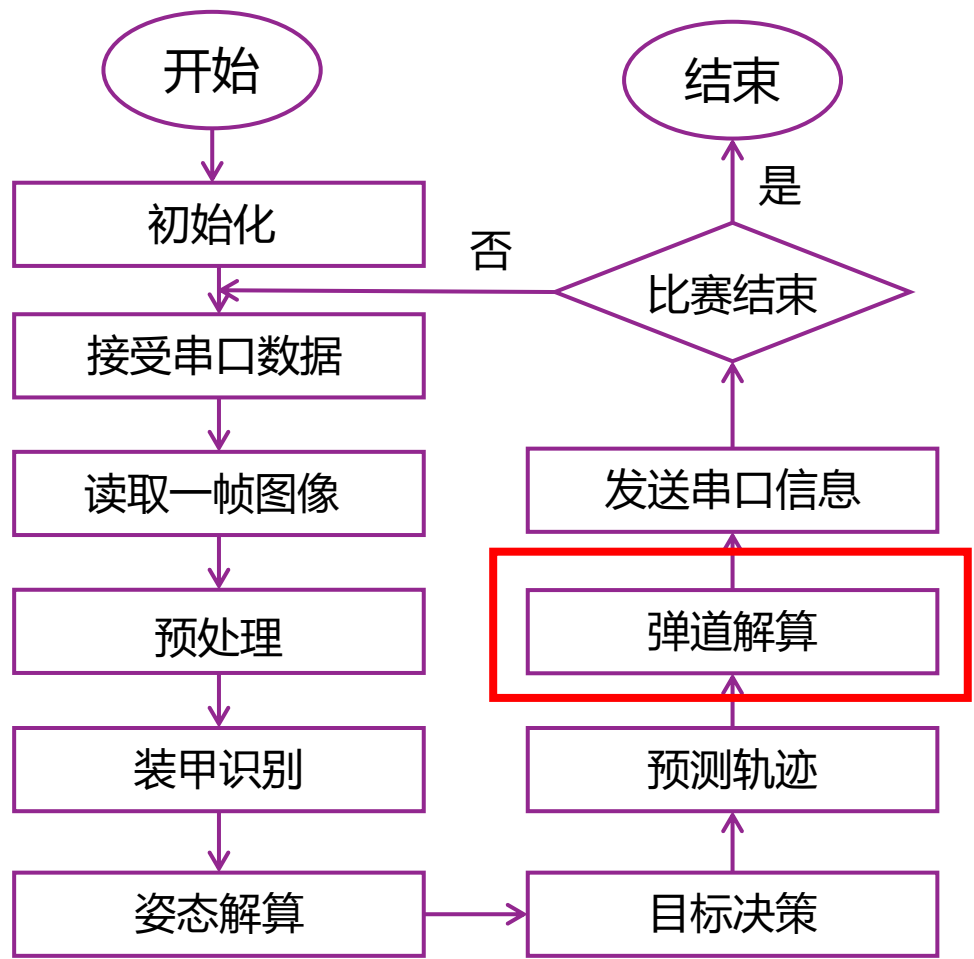 开始
初始化
接受串口数据
读取一帧图像
预处理
装甲识别
姿态解算
目标决策
预测轨迹
弹道解算
发送串口信息
比赛结束
否
是
结束